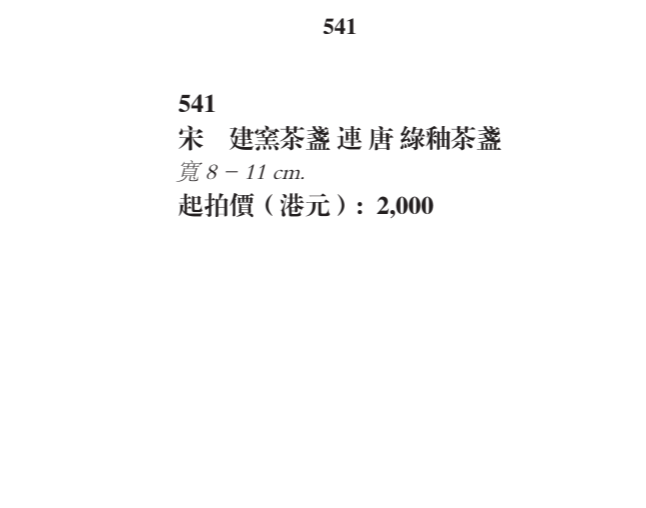 541
541
宋　建窯茶盞 連 唐 綠釉茶盞
寬 8 – 11 cm.
起拍價（港元）: 2,000